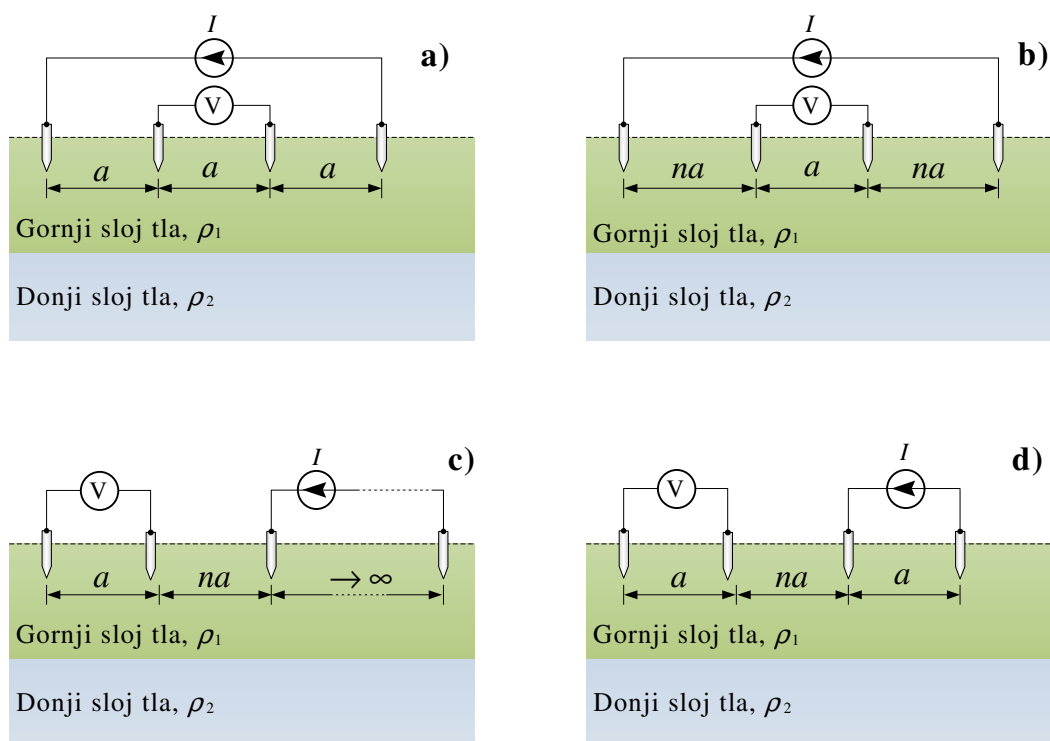 I
a)
V
a a a
Gornji sloj tla, ρ1
Donji sloj tla, ρ2
I
b)
V
na a na
Gornji sloj tla, ρ1
Donji sloj tla, ρ2
I
c)
V
a na → ∞
Gornji sloj tla, ρ1
Donji sloj tla, ρ2
I
d)
V
a na a
Gornji sloj tla, ρ1
Donji sloj tla, ρ2